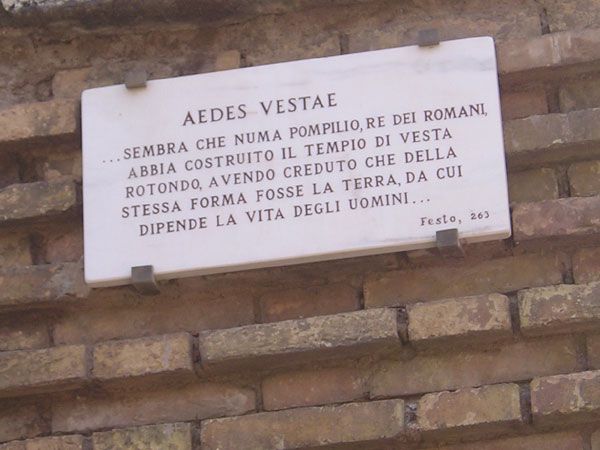 AEDES VESTAE
...SEMBRA CHE NUMA POMPILIO, RE DEI ROMANI,
ABBIA COSTRUITO IL TEMPIO DI VESTA
ROTONDO, AVENDO CREDUTO CHE DELLA
STESSA FORMA FOSSE LA TERRA, DA CUI
DIPENDE LA VITA DEGLI UOMINI...
Festo, 263